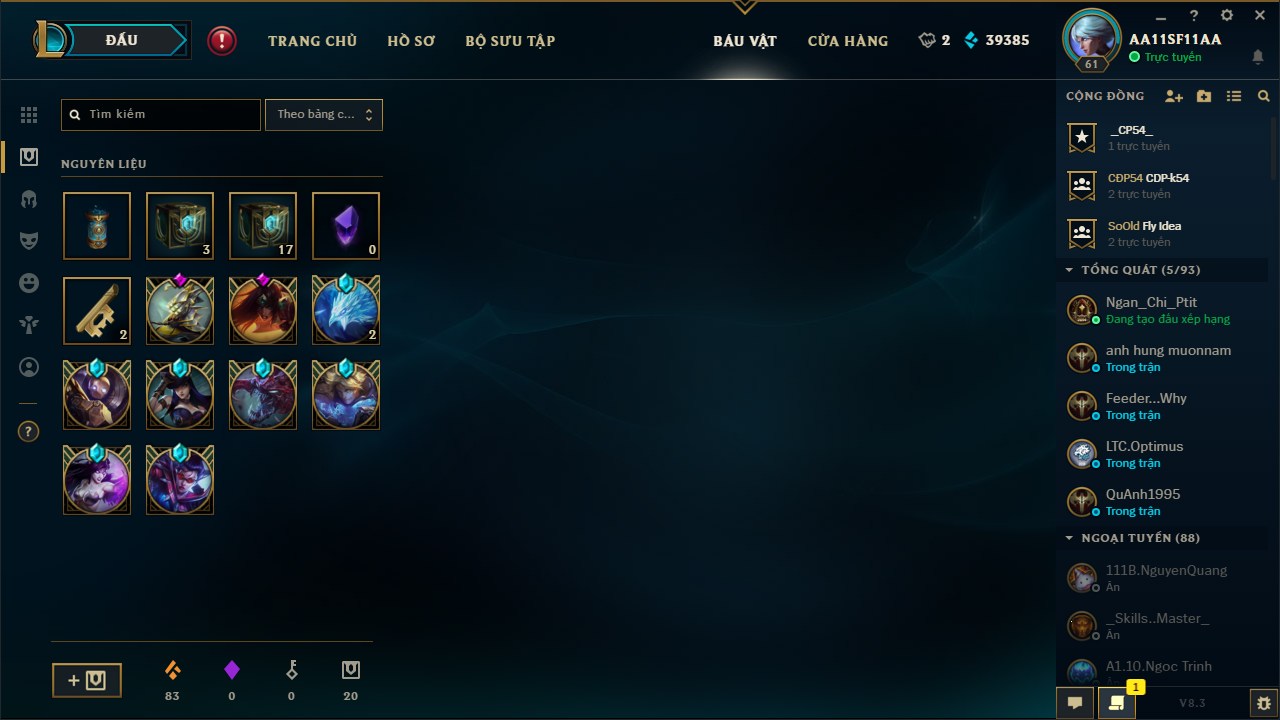 ĐẤU
TRANG CHỦ
HỒ SƠ
BỘ SƯU TẬP
BÁU VẬT
CỬA HÀNG
2
39385
?
AA11SF11AA
Trực tuyến
61
Tìm kiếm
Theo bảng c...
NGUYÊN LIỆU
3
17
0
2
2
?
83
0
0
20
CỘNG ĐỒNG
_CP54_
1 trực tuyến
CĐP54 CDP-k54
2 trực tuyến
SoOld Fly Idea
2 trực tuyến
TỔNG QUÁT (5/93)
Ngan_Chi_Ptit
Đang tạo đấu xếp hạng
anh hung muonnam
Trong trận
Feeder...Why
Trong trận
LTC.Optimus
Trong trận
QuAnh1995
Trong trận
NGOẠI TUYẾN (88)
111B.NguyenQuang
Ẩn
_Skills..Master_
Ẩn
A1.10.Ngoc Trinh
1
V8.3